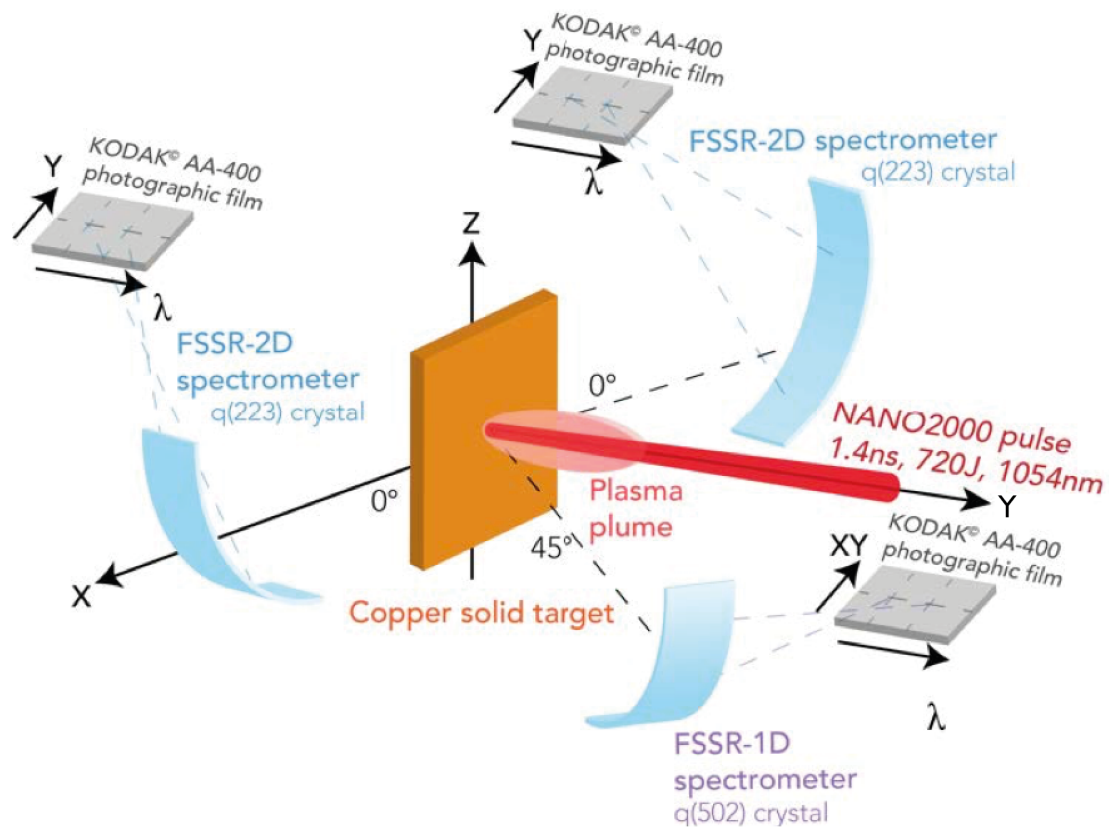 KODAK© AA-400
photographic film
Y
λ
FSSR-2D spectrometer
q(223) crystal
KODAK© AA-400
photographic film
Y
λ
FSSR-2D
spectrometer
q(223) crystal
Z
0°
0°
X
NANO2000 pulse
1.4ns, 720J, 1054nm
Y
Plasma
plume
45°
Copper solid target
KODAK© AA-400
photographic film
XY
λ
FSSR-1D
spectrometer
q(502) crystal